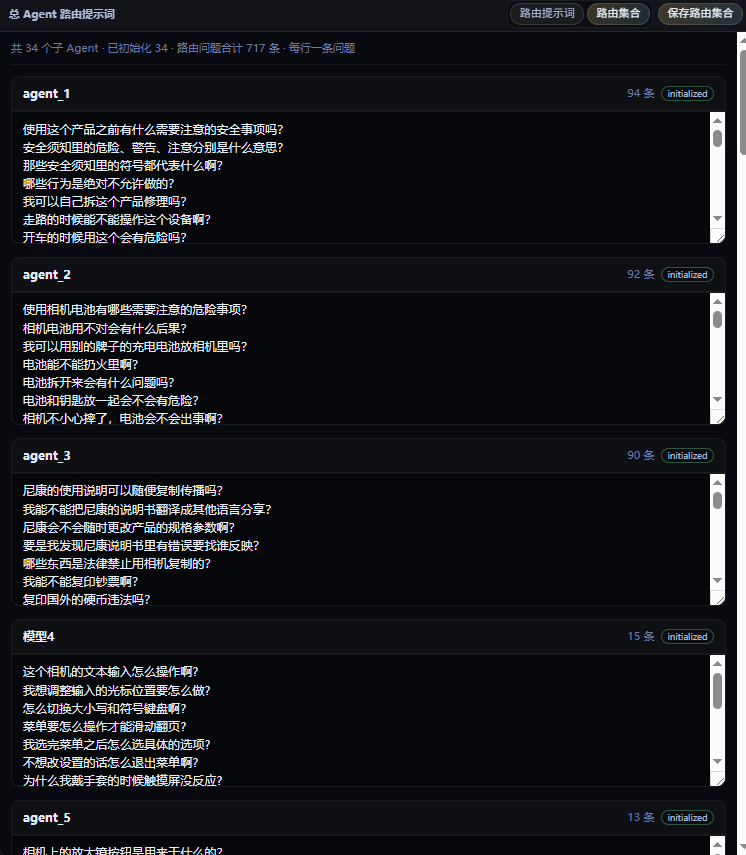 总 Agent 路由提示词
路由提示词 路由集合 保存路由集合
共 34 个子 Agent · 已初始化 34 · 路由问题合计 717 条 · 每行一条问题
agent_1 94 条 initialized
使用这个产品之前有什么需要注意的安全事项吗?
安全须知里的危险、警告、注意分别是什么意思?
那些安全须知里的符号都代表什么啊?
哪些行为是绝对不允许做的?
我可以自己拆这个产品修理吗?
走路的时候能不能操作这个设备啊?
开车的时候用这个会有危险吗?
agent_2 92 条 initialized
使用相机电池有哪些需要注意的危险事项?
相机电池用不对会有什么后果?
我可以用别的牌子的充电电池放相机里吗?
电池能不能扔火里啊?
电池拆开来会有什么问题吗?
电池和钥匙放一起会不会有危险?
相机不小心摔了，电池会不会出事啊?
agent_3 90 条 initialized
尼康的使用说明可以随便复制传播吗?
我能不能把尼康的说明书翻译成其他语言分享?
尼康会不会随时更改产品的规格参数啊?
要是我发现尼康说明书里有错误要找谁反映?
哪些东西是法律禁止用相机复制的?
我能不能复印钞票啊?
复印国外的硬币违法吗?
模型4 15 条 initialized
这个相机的文本输入怎么操作啊?
我想调整输入的光标位置要怎么做?
怎么切换大小写和符号键盘啊?
菜单要怎么操作才能滑动翻页?
我选完菜单之后怎么选具体的选项?
不想改设置的话怎么退出菜单啊?
为什么我戴手套的时候触摸屏没反应?
agent_5 13 条 initialized
相机上的放大镜按钮是用来干什么的?